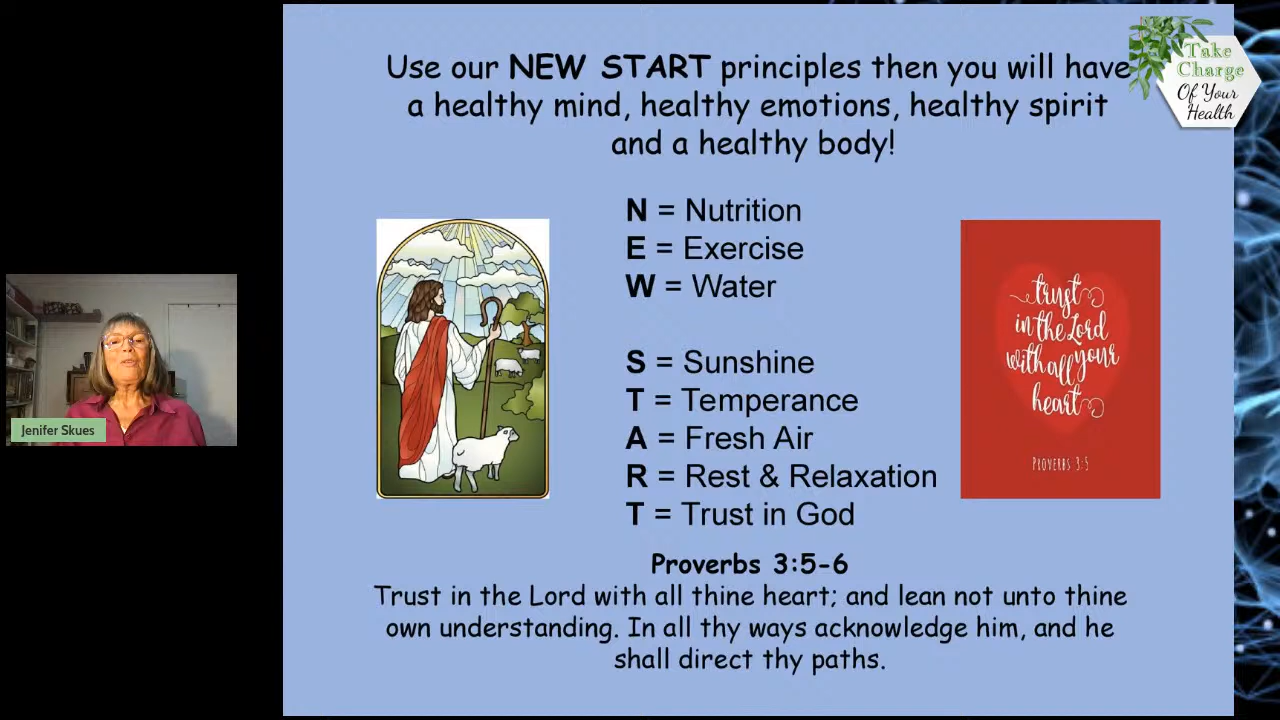 Use our NEW START principles then you will have
a healthy mind, healthy emotions, healthy spirit
and a healthy body!
Take
Charge
Of Your
Health
N = Nutrition
E = Exercise
W = Water
S = Sunshine
T = Temperance
A = Fresh Air
R = Rest & Relaxation
T = Trust in God
trust
in the Lord
with all your
heart
PROVERBS 3:5
Jenifer Skues
Proverbs 3:5-6
Trust in the Lord with all thine heart; and lean not unto thine
own understanding. In all thy ways acknowledge him, and he
shall direct thy paths.